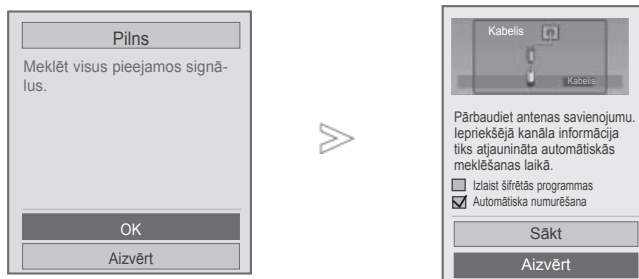 Pilns
Meklēt visus pieejamos signā-
lus.
OK
Aizvērt
Kabelis
Kabelis
Pārbaudiet antenas savienojumu.
Iepriekšējā kanāla informācija
tiks atjaunināta automātiskās
meklēšanas laikā.
Izlaist šifrētās programmas
Automātiska numurēšana
Sākt
Aizvērt